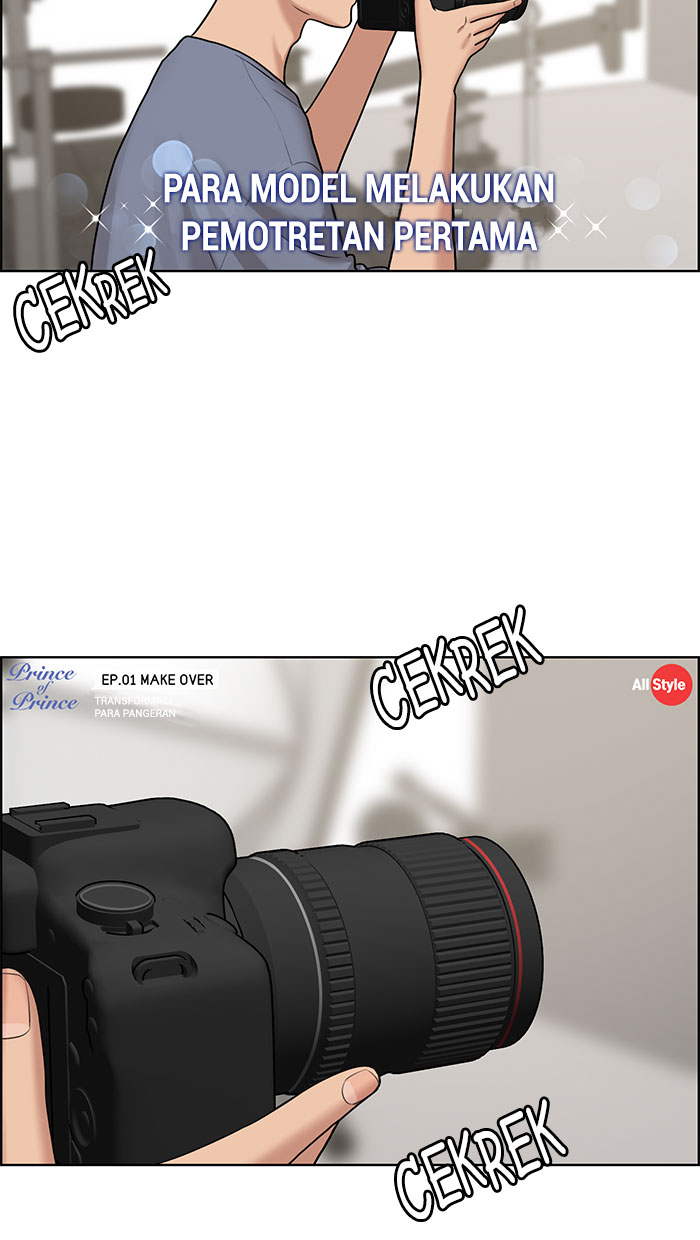 PARA MODEL MELAKUKAN
PEMOTRETAN PERTAMA
CEKREK
CEKREK
Prince
of
Prince
EP.01 MAKE OVER
TRANSFORMASI
PARA PANGERAN
All Style
CEKREK